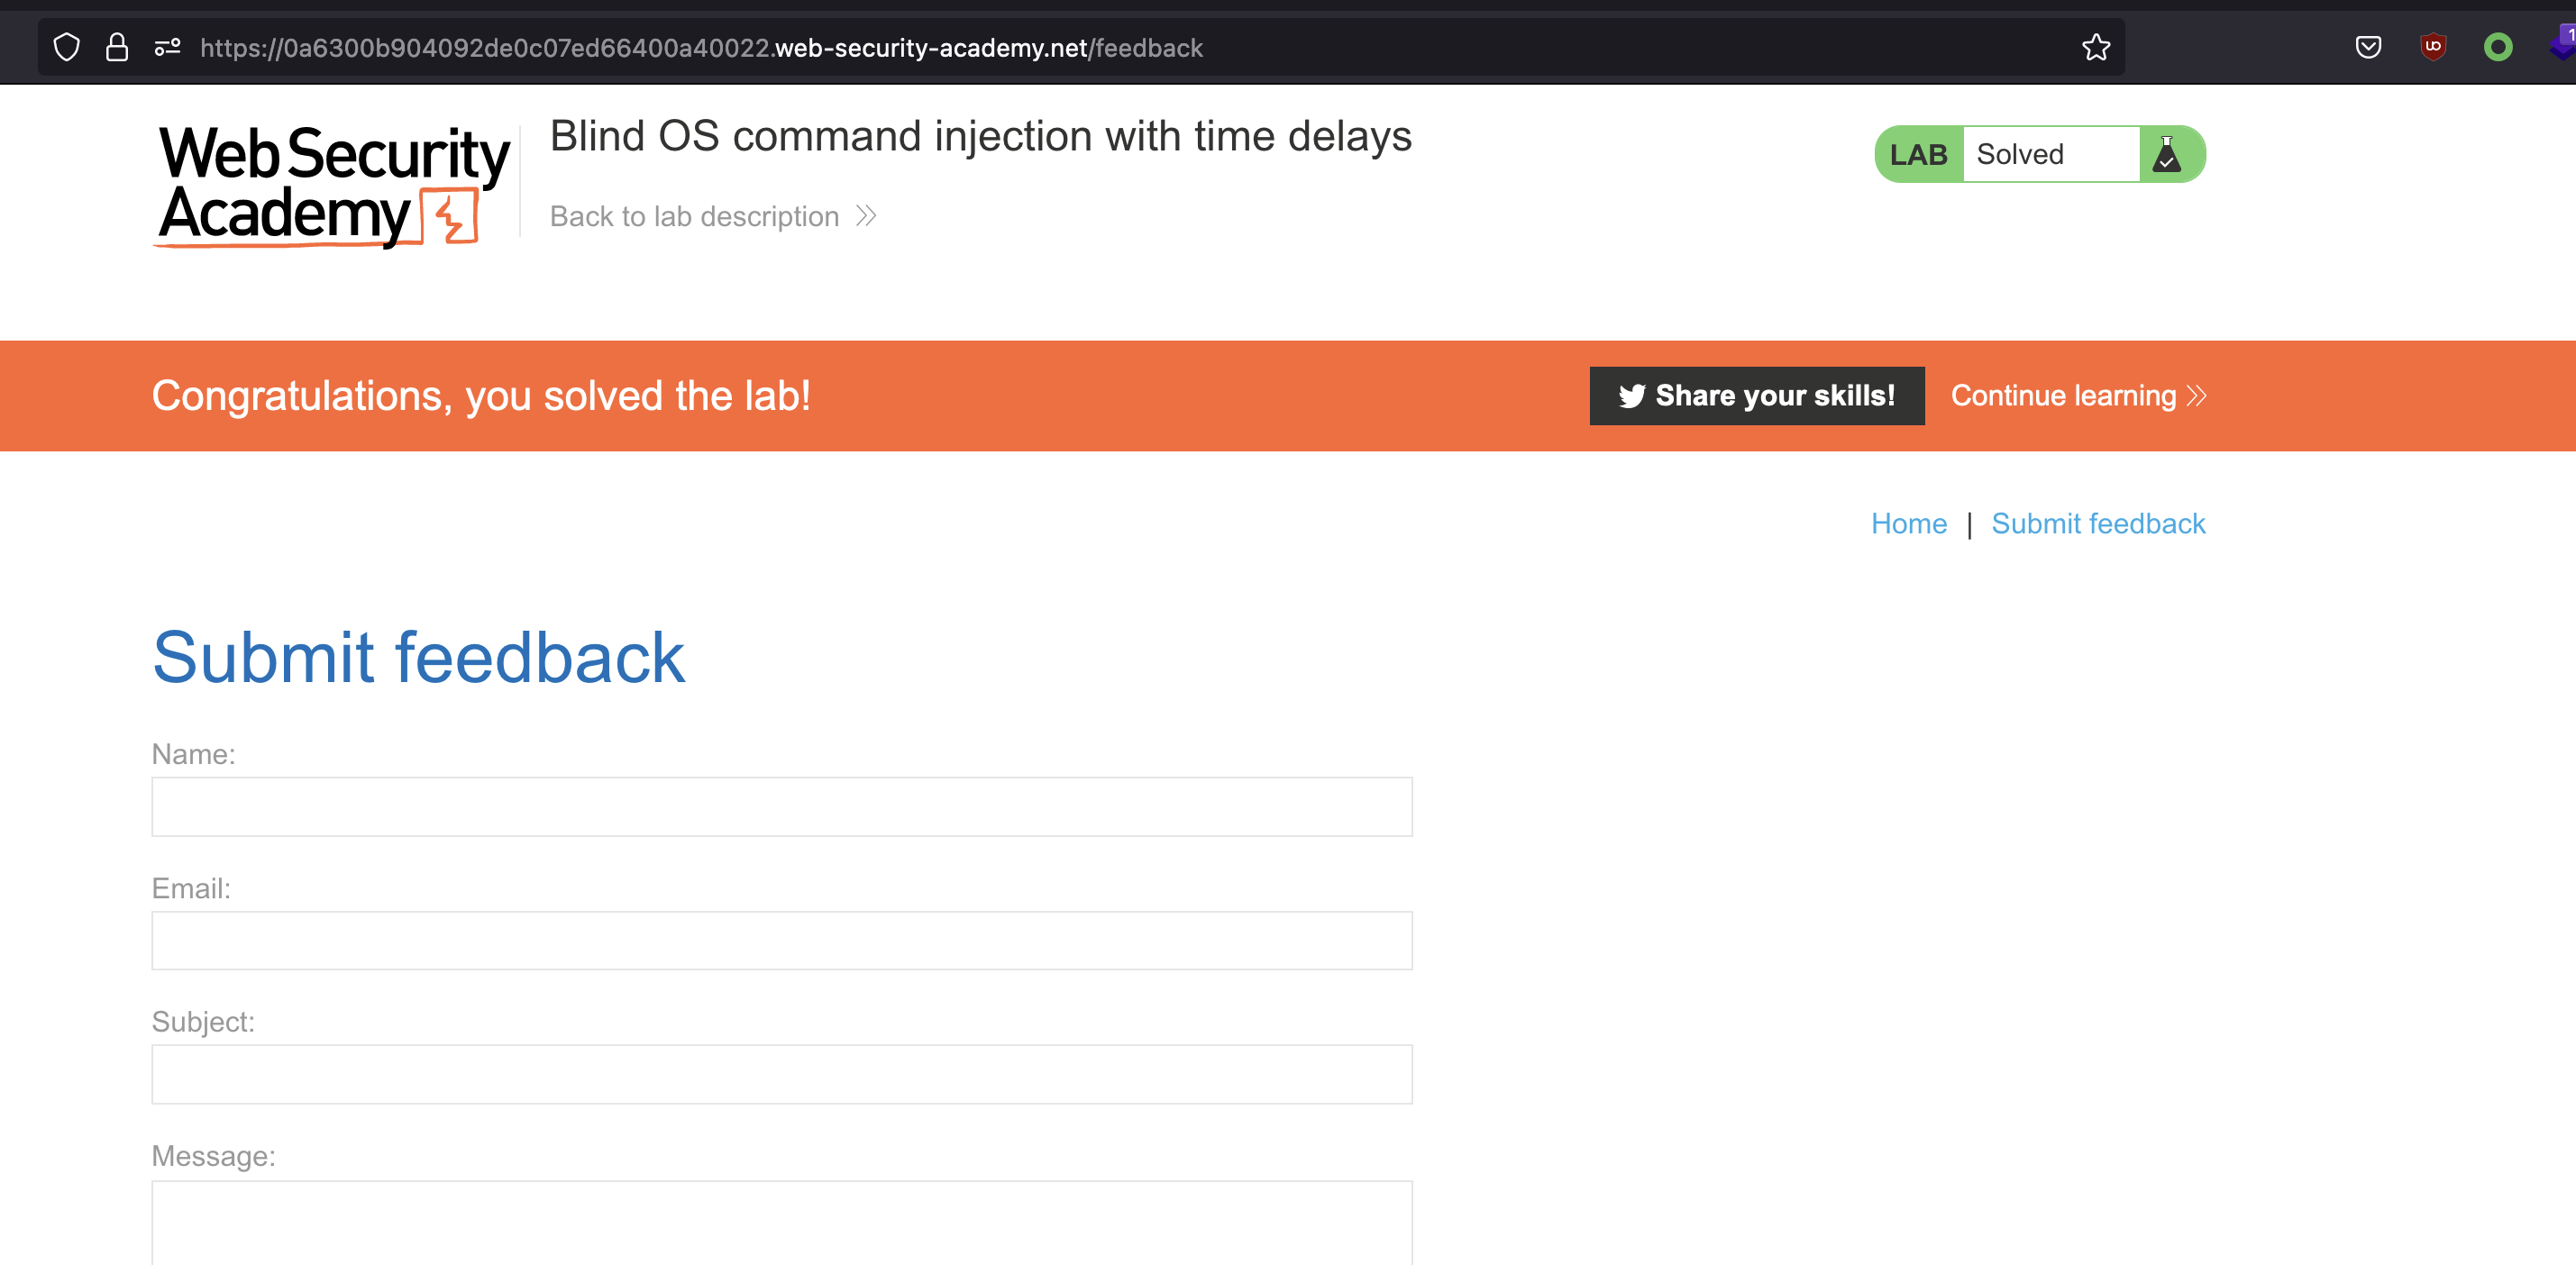 https://0a6300b904092de0c07ed66400a40022.web-security-academy.net/feedback
1
Web Security
Academy
Blind OS command injection with time delays
Back to lab description
LAB Solved
Congratulations, you solved the lab!
Share your skills! Continue learning
Home | Submit feedback
Submit feedback
Name:
Email:
Subject:
Message: